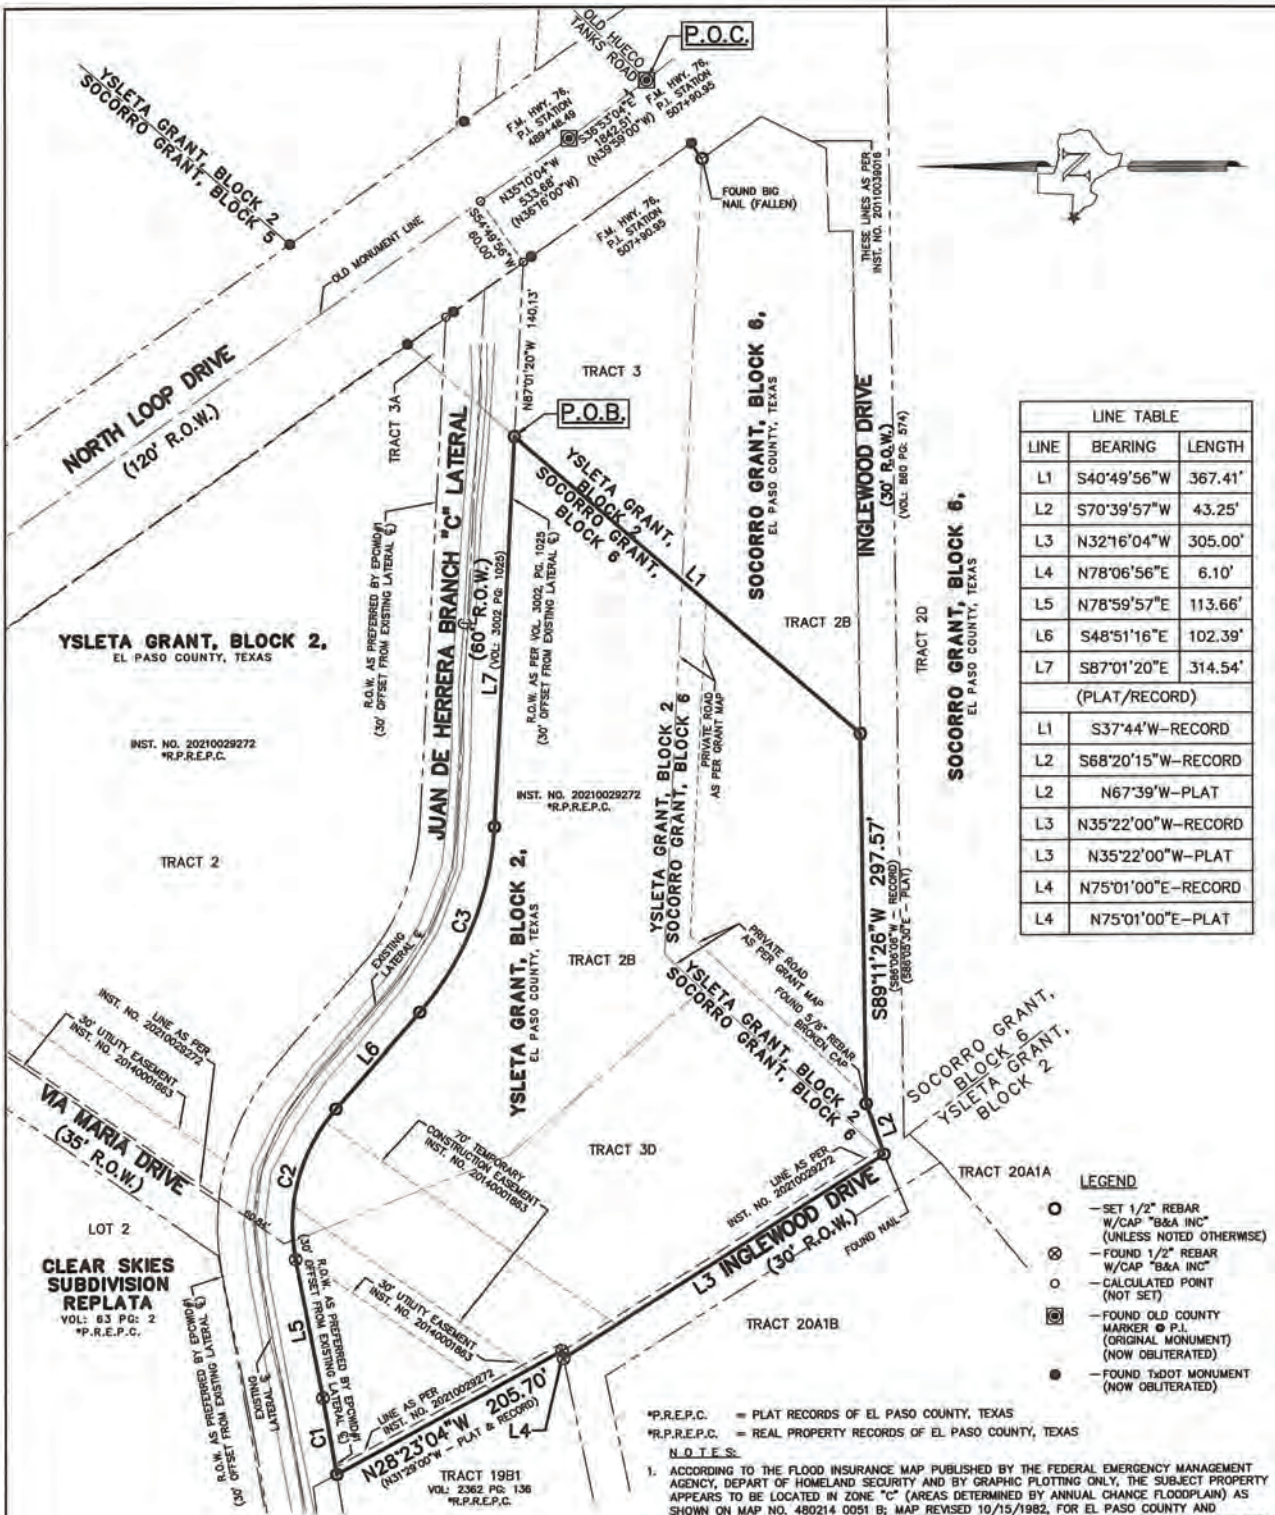 OLD HUECO
TANKS ROAD
P.O.C.
YSLETA GRANT, BLOCK 2
SOCORRO GRANT, BLOCK 5
F.M. HWY. 76,
P.I. STATION
489+48.49
S36°53'04"E
1842.51'
(N39°59'00"W)
F.M. HWY. 76,
P.I. STATION
507+90.95
N35°10'04"W
533.68'
(N36°16'00"W)
S54°49'56"W
60.00'
F.M. HWY. 76,
P.I. STATION
507+90.95
FOUND BIG
NAIL (FALLEN)
THESE LINES AS PER
INST. NO. 20110039016
OLD MONUMENT LINE
NORTH LOOP DRIVE
(120' R.O.W.)
N87°01'20"W 140.13'
TRACT 3
TRACT 3A
P.O.B.
YSLETA GRANT,
BLOCK 2
SOCORRO GRANT,
BLOCK 6
L1
SOCORRO GRANT, BLOCK 6,
EL PASO COUNTY, TEXAS
INGLEWOOD DRIVE
(30' R.O.W.)
(VOL: 880 PG: 574)
TRACT 2B
TRACT 2D
SOCORRO GRANT, BLOCK 6,
EL PASO COUNTY, TEXAS
LINE TABLE
LINE BEARING LENGTH
L1 S40°49'56"W 367.41'
L2 S70°39'57"W 43.25'
L3 N32°16'04"W 305.00'
L4 N78°06'56"E 6.10'
L5 N78°59'57"E 113.66'
L6 S48°51'16"E 102.39'
L7 S87°01'20"E 314.54'
(PLAT/RECORD)
L1 S37°44'W-RECORD
L2 S68°20'15"W-RECORD
L2 N67°39'W-PLAT
L3 N35°22'00"W-RECORD
L3 N35°22'00"W-PLAT
L4 N75°01'00"E-RECORD
L4 N75°01'00"E-PLAT
YSLETA GRANT, BLOCK 2,
EL PASO COUNTY, TEXAS
INST. NO. 20210029272
*R.P.R.E.P.C.
TRACT 2
R.O.W. AS PREFERRED BY EPCWID#1
(30' OFFSET FROM EXISTING LATERAL ℄)
JUAN DE HERRERA BRANCH "C" LATERAL
(60' R.O.W.)
(VOL: 3002 PG: 1025)
L7
R.O.W. AS PER VOL. 3002, PG. 1025
(30' OFFSET FROM EXISTING LATERAL ℄)
INST. NO. 20210029272
*R.P.R.E.P.C.
YSLETA GRANT, BLOCK 2
SOCORRO GRANT, BLOCK 6
PRIVATE ROAD
AS PER GRANT MAP
C3
EXISTING
LATERAL ℄
YSLETA GRANT, BLOCK 2,
EL PASO COUNTY, TEXAS
TRACT 2B
S89°11'26"W 297.57'
(S86°06'06"W - RECORD)
(S86°05'30"E - PLAT)
PRIVATE ROAD
AS PER GRANT MAP
FOUND 5/8" REBAR
BROKEN CAP
YSLETA GRANT, BLOCK 2
SOCORRO GRANT, BLOCK 6
SOCORRO GRANT,
BLOCK 6
YSLETA GRANT,
BLOCK 2
L2
LINE AS PER
INST. NO. 20210029272
30' UTILITY EASEMENT
INST. NO. 20140001863
VIA MARIA DRIVE
(35' R.O.W.)
L6
C2
70' TEMPORARY
CONSTRUCTION EASEMENT
INST. NO. 20140001863
TRACT 3D
LINE AS PER
INST. NO. 20210029272
L3 INGLEWOOD DRIVE
(30' R.O.W.)
FOUND NAIL
TRACT 20A1A
LOT 2
CLEAR SKIES
SUBDIVISION
REPLATA
VOL: 63 PG: 2
*P.R.E.P.C.
R.O.W. AS PREFERRED BY EPCWID#1
(30' OFFSET FROM EXISTING LATERAL ℄)
EXISTING
LATERAL ℄
L5
R.O.W. AS PREFERRED BY EPCWID#1
(30' OFFSET FROM EXISTING LATERAL ℄)
30' UTILITY EASEMENT
INST. NO. 20140001863
C1
LINE AS PER
INST. NO. 20210029272
N28°23'04"W 205.70'
(N31°29'00"W - PLAT & RECORD)
L4
TRACT 19B1
VOL: 2362 PG: 136
*R.P.R.E.P.C.
TRACT 20A1B
LEGEND
- SET 1/2" REBAR
W/CAP "B&A INC"
(UNLESS NOTED OTHERWISE)
- FOUND 1/2" REBAR
W/CAP "B&A INC"
- CALCULATED POINT
(NOT SET)
- FOUND OLD COUNTY
MARKER @ P.I.
(ORIGINAL MONUMENT)
(NOW OBLITERATED)
- FOUND TxDOT MONUMENT
(NOW OBLITERATED)
*P.R.E.P.C. = PLAT RECORDS OF EL PASO COUNTY, TEXAS
*R.P.R.E.P.C. = REAL PROPERTY RECORDS OF EL PASO COUNTY, TEXAS
NOTES:
1. ACCORDING TO THE FLOOD INSURANCE MAP PUBLISHED BY THE FEDERAL EMERGENCY MANAGEMENT
AGENCY, DEPART OF HOMELAND SECURITY AND BY GRAPHIC PLOTTING ONLY, THE SUBJECT PROPERTY
APPEARS TO BE LOCATED IN ZONE "C" (AREAS DETERMINED BY ANNUAL CHANCE FLOODPLAIN) AS
SHOWN ON MAP NO. 480214 0051 B; MAP REVISED 10/15/1982, FOR EL PASO COUNTY AND